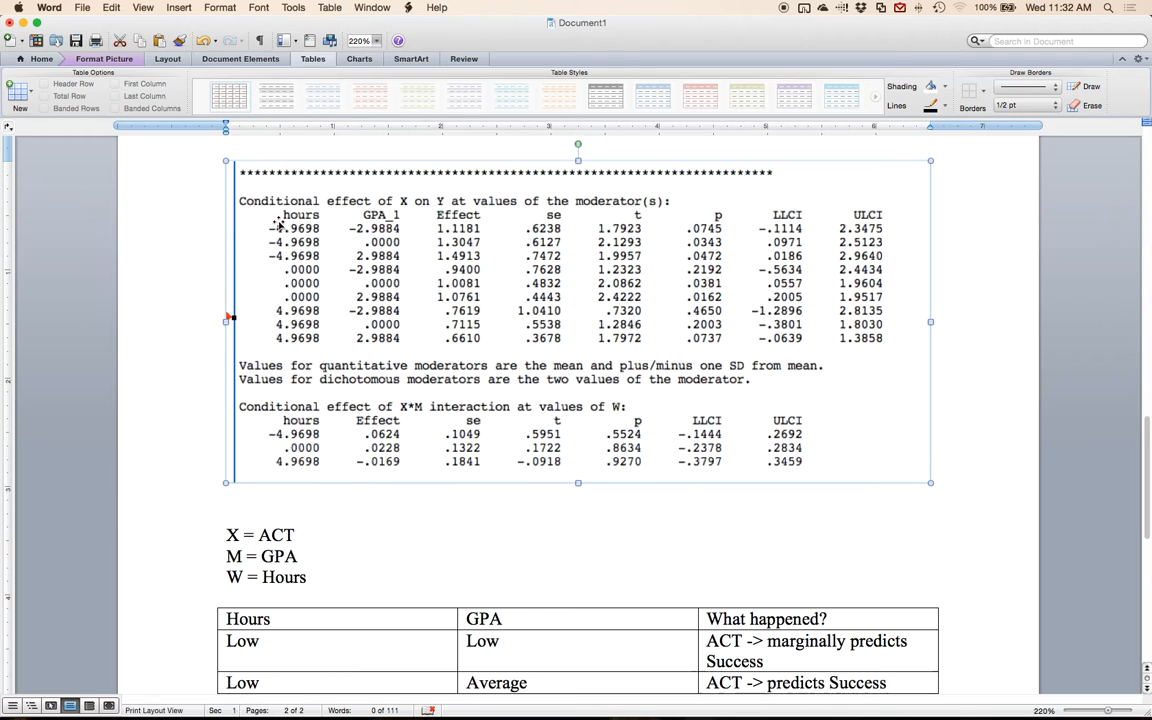 Word File Edit View Insert Format Font Tools Table Window Help 100% Wed 11:32 AM
Document1
220% Search in Document
Home Format Picture Layout Document Elements Tables Charts SmartArt Review
Table Options Table Styles Draw Borders
New Header Row First Column Shading Draw
Total Row Last Column
Banded Rows Banded Columns Lines Borders 1/2 pt Erase
1 2 3 4 5 6 7
**************************************************************************
Conditional effect of X on Y at values of the moderator(s):
hours GPA_1 Effect se t p LLCI ULCI
-4.9698 -2.9884 1.1181 .6238 1.7923 .0745 -.1114 2.3475
-4.9698 .0000 1.3047 .6127 2.1293 .0343 .0971 2.5123
-4.9698 2.9884 1.4913 .7472 1.9957 .0472 .0186 2.9640
.0000 -2.9884 .9400 .7628 1.2323 .2192 -.5634 2.4434
.0000 .0000 1.0081 .4832 2.0862 .0381 .0557 1.9604
.0000 2.9884 1.0761 .4443 2.4222 .0162 .2005 1.9517
4.9698 -2.9884 .7619 1.0410 .7320 .4650 -1.2896 2.8135
4.9698 .0000 .7115 .5538 1.2846 .2003 -.3801 1.8030
4.9698 2.9884 .6610 .3678 1.7972 .0737 -.0639 1.3858
Values for quantitative moderators are the mean and plus/minus one SD from mean.
Values for dichotomous moderators are the two values of the moderator.
Conditional effect of X*M interaction at values of W:
hours Effect se t p LLCI ULCI
-4.9698 .0624 .1049 .5951 .5524 -.1444 .2692
.0000 .0228 .1322 .1722 .8634 -.2378 .2834
4.9698 -.0169 .1841 -.0918 .9270 -.3797 .3459
X = ACT
M = GPA
W = Hours
Hours GPA What happened?
Low Low ACT -> marginally predicts
Success
Low Average ACT -> predicts Success
Print Layout View Sec 1 Pages: 2 of 2 Words: 0 of 111 220%